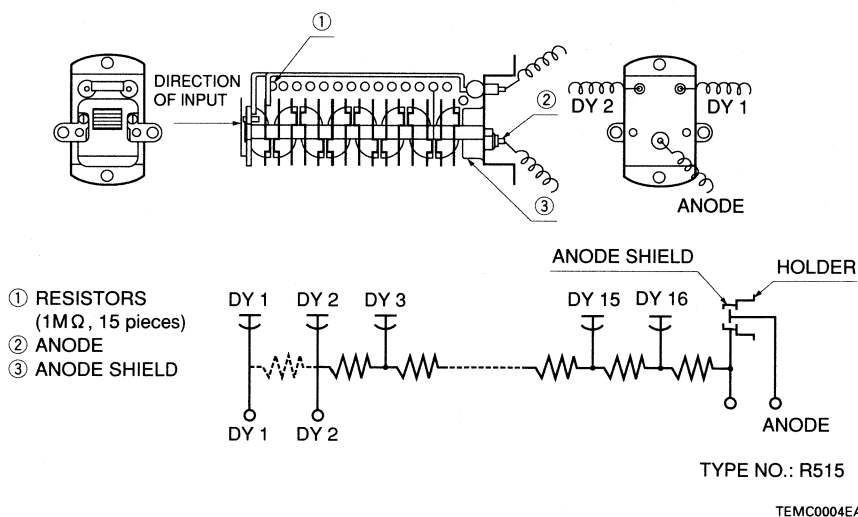 ①
DIRECTION
OF INPUT
②
③
DY 2
DY 1
ANODE
① RESISTORS
(1MΩ, 15 pieces)
② ANODE
③ ANODE SHIELD
ANODE SHIELD
HOLDER
DY 1
DY 2
DY 3
DY 15
DY 16
DY 1
DY 2
ANODE
TYPE NO.: R515
TEMC0004EA